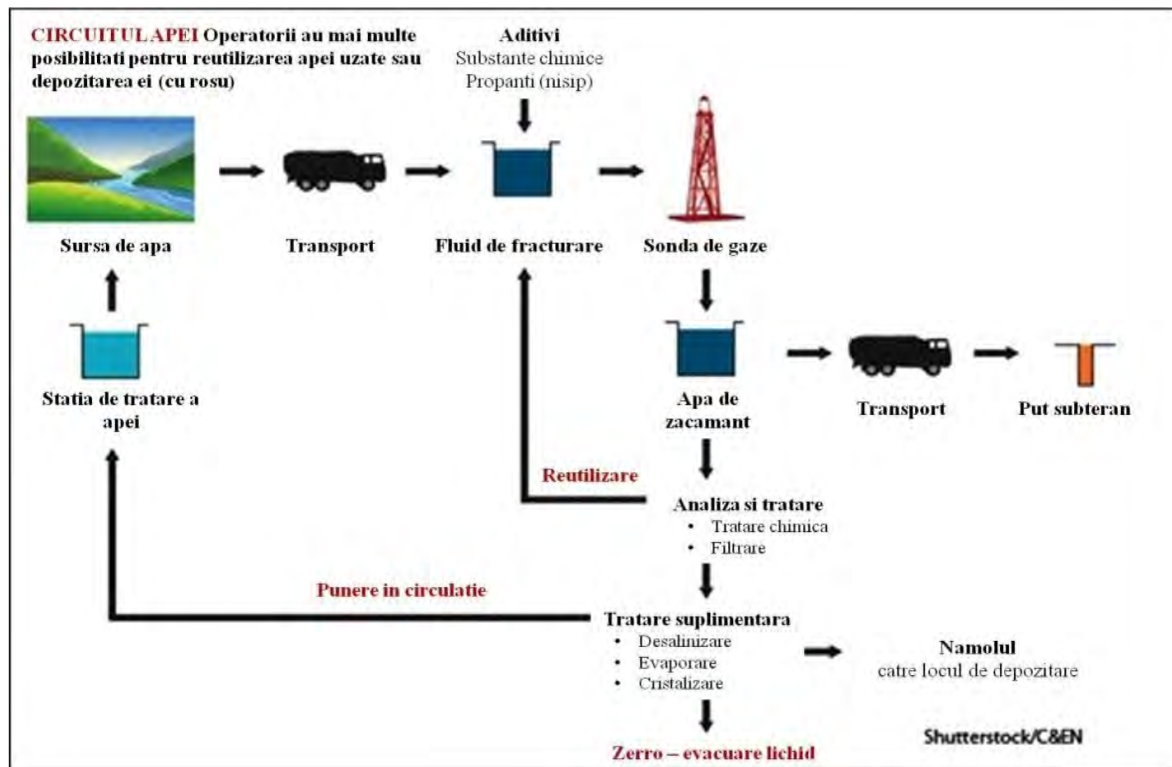 CIRCUITUL APEI Operatorii au mai multe
posibilitati pentru reutilizarea apei uzate sau
depozitarea ei (cu rosu)
Aditivi
Substante chimice
Propanti (nisip)
Sursa de apa
Transport
Fluid de fracturare
Sonda de gaze
Statia de tratare a
apei
Apa de
zacamant
Transport
Put subteran
Reutilizare
Analiza si tratare
• Tratare chimica
• Filtrare
Punere in circulatie
Tratare suplimentara
• Desalinizare
• Evaporare
• Cristalizare
Namolul
catre locul de depozitare
Zerro – evacuare lichid
Shutterstock/C&EN